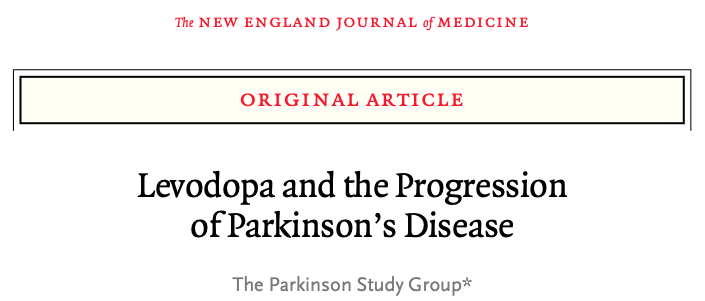 The NEW ENGLAND JOURNAL of MEDICINE
ORIGINAL ARTICLE
Levodopa and the Progression
of Parkinson’s Disease
The Parkinson Study Group*